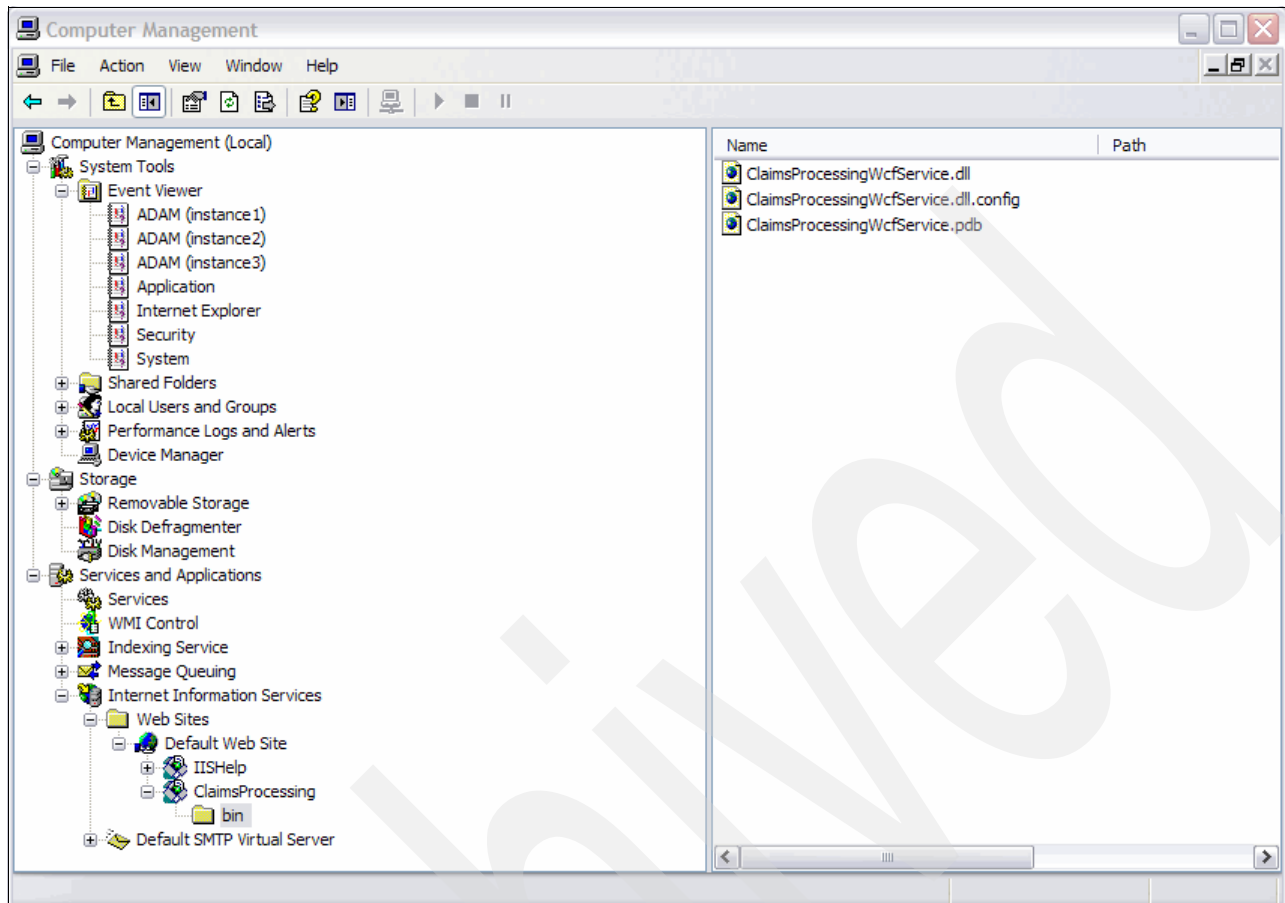 Computer Management
File Action View Window Help
Computer Management (Local)
System Tools
Event Viewer
ADAM (instance1)
ADAM (instance2)
ADAM (instance3)
Application
Internet Explorer
Security
System
Shared Folders
Local Users and Groups
Performance Logs and Alerts
Device Manager
Storage
Removable Storage
Disk Defragmenter
Disk Management
Services and Applications
Services
WMI Control
Indexing Service
Message Queuing
Internet Information Services
Web Sites
Default Web Site
IISHelp
ClaimsProcessing
bin
Default SMTP Virtual Server
Name Path
ClaimsProcessingWcfService.dll
ClaimsProcessingWcfService.dll.config
ClaimsProcessingWcfService.pdb